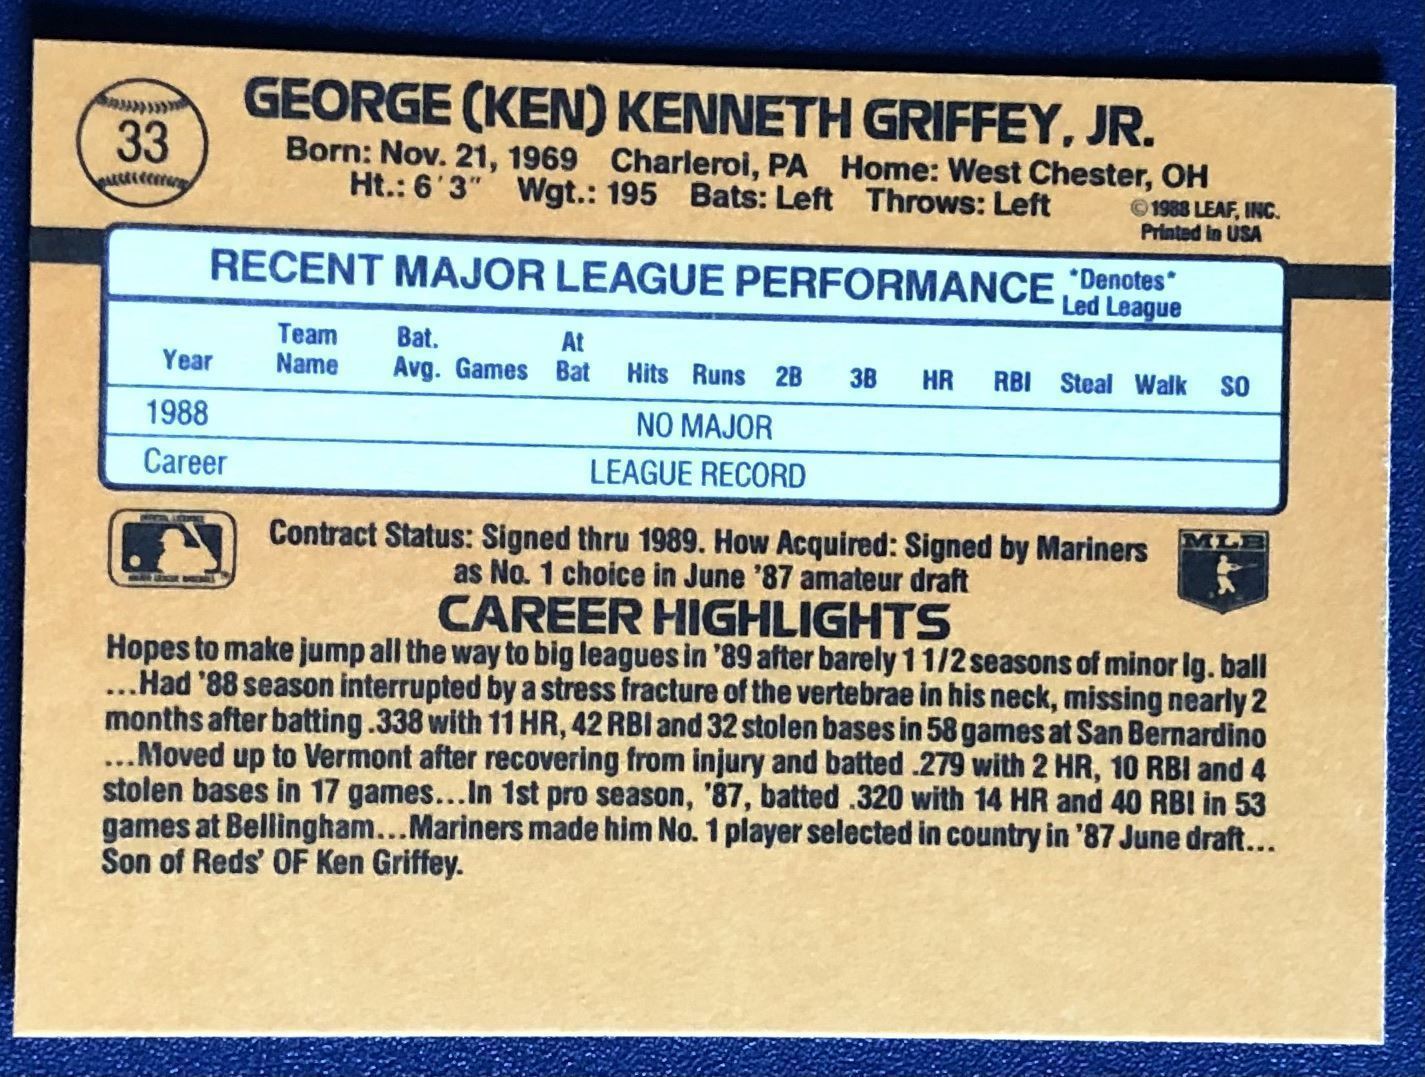 33
GEORGE (KEN) KENNETH GRIFFEY, JR.
Born: Nov. 21, 1969 Charleroi, PA Home: West Chester, OH
Ht.: 6'3" Wgt.: 195 Bats: Left Throws: Left
©1988 LEAF, INC.
Printed in USA
RECENT MAJOR LEAGUE PERFORMANCE *Denotes*
Led League
Year Team Name Bat. Avg. Games At Bat Hits Runs 2B 3B HR RBI Steal Walk SO
1988 NO MAJOR
Career LEAGUE RECORD
Contract Status: Signed thru 1989. How Acquired: Signed by Mariners
as No. 1 choice in June '87 amateur draft
MLB
CAREER HIGHLIGHTS
Hopes to make jump all the way to big leagues in '89 after barely 1 1/2 seasons of minor lg. ball
...Had '88 season interrupted by a stress fracture of the vertebrae in his neck, missing nearly 2
months after batting .338 with 11 HR, 42 RBI and 32 stolen bases in 58 games at San Bernardino
...Moved up to Vermont after recovering from injury and batted .279 with 2 HR, 10 RBI and 4
stolen bases in 17 games...In 1st pro season, '87, batted .320 with 14 HR and 40 RBI in 53
games at Bellingham...Mariners made him No. 1 player selected in country in '87 June draft...
Son of Reds' OF Ken Griffey.